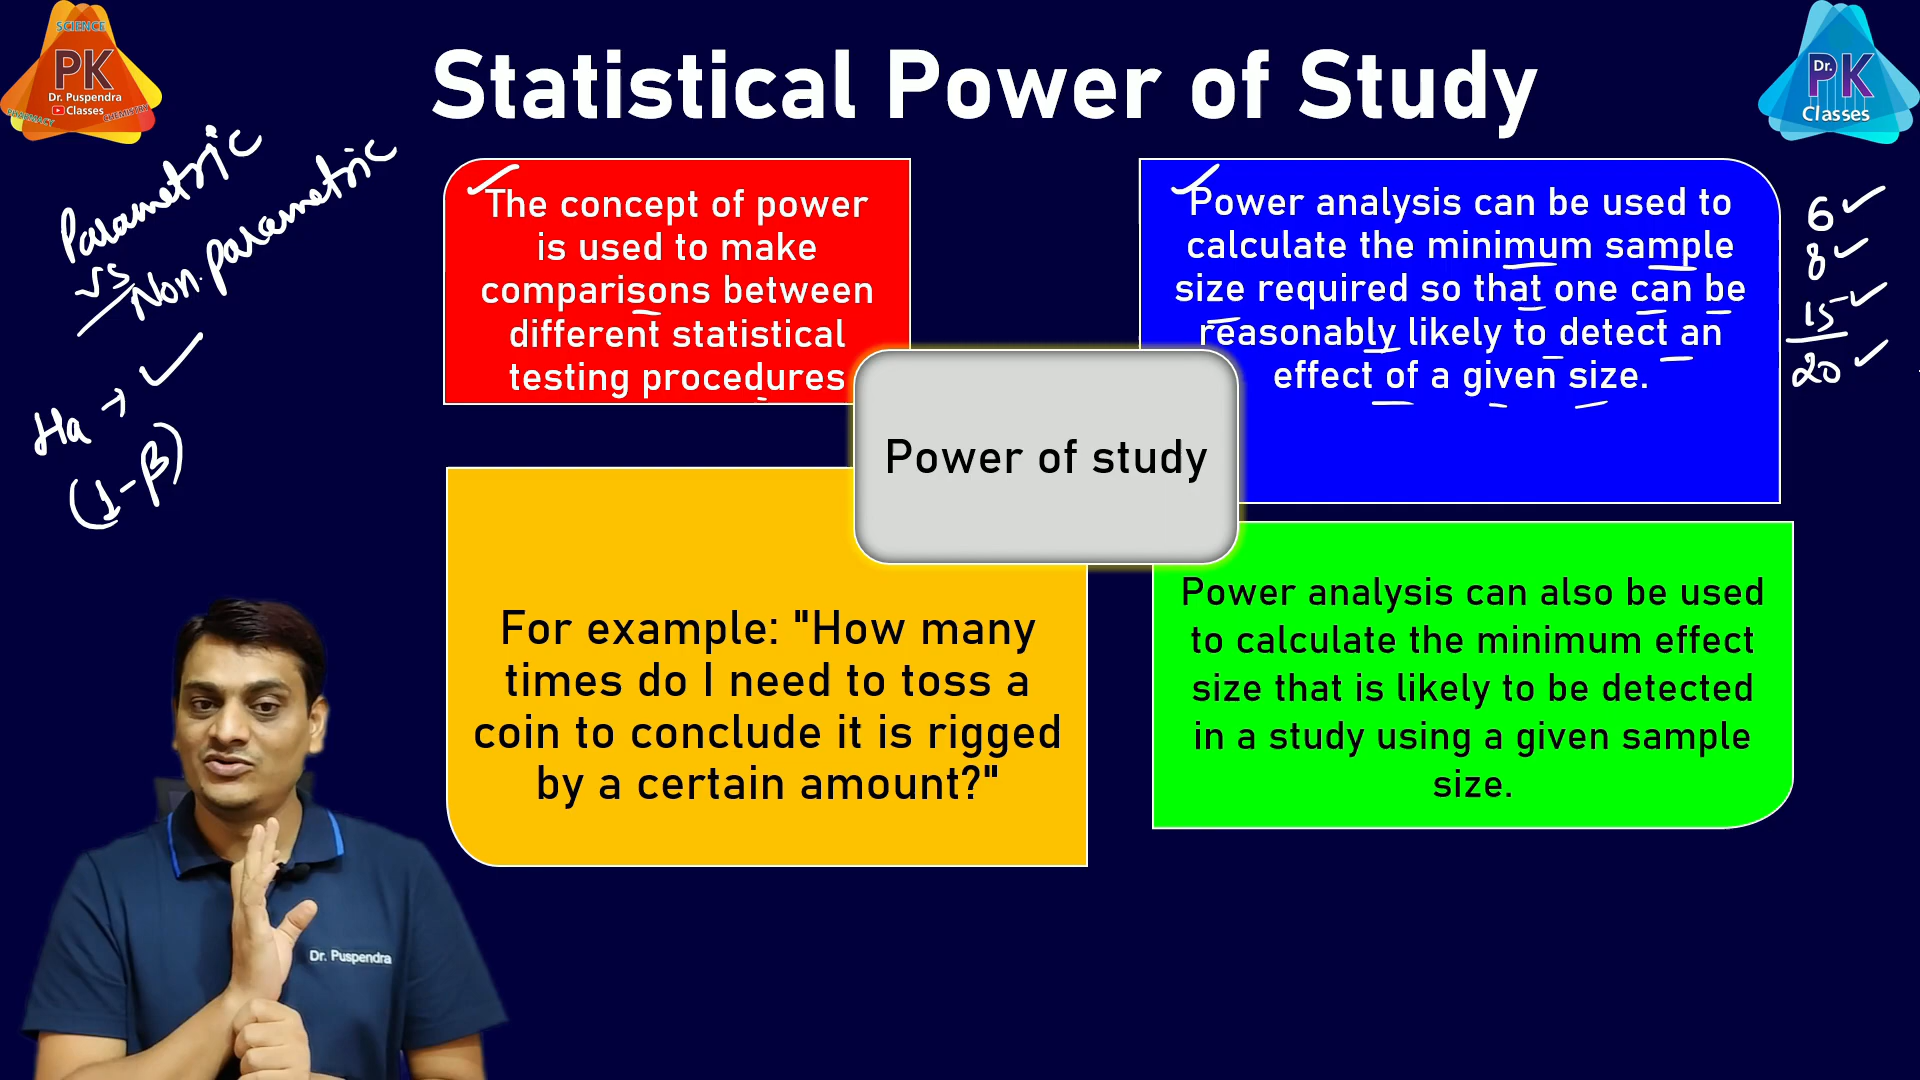 SCIENCE
PK
Dr. Puspendra
Classes
PHARMACY
CHEMISTRY
Statistical Power of Study
Dr.
PK
Classes
Parametric
vs
Non.parametric
Ha → ✓
(1-β)
The concept of power
is used to make
comparisons between
different statistical
testing procedures
Power analysis can be used to
calculate the minimum sample
size required so that one can be
reasonably likely to detect an
effect of a given size.
6 ✓
8 ✓
15 ✓
20 ✓
Power of study
For example: "How many
times do I need to toss a
coin to conclude it is rigged
by a certain amount?"
Power analysis can also be used
to calculate the minimum effect
size that is likely to be detected
in a study using a given sample
size.
Dr. Puspendra